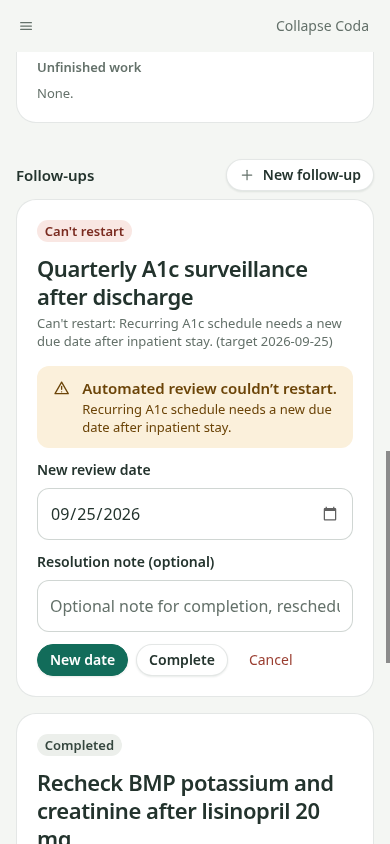 Collapse Coda
Unfinished work
None.
Follow-ups
New follow-up
Can't restart
Quarterly A1c surveillance
after discharge
Can't restart: Recurring A1c schedule needs a new
due date after inpatient stay. (target 2026-09-25)
Automated review couldn’t restart.
Recurring A1c schedule needs a new due
date after inpatient stay.
New review date
09/25/2026
Resolution note (optional)
Optional note for completion, reschedu
New date
Complete
Cancel
Completed
Recheck BMP potassium and
creatinine after lisinopril 20
mg